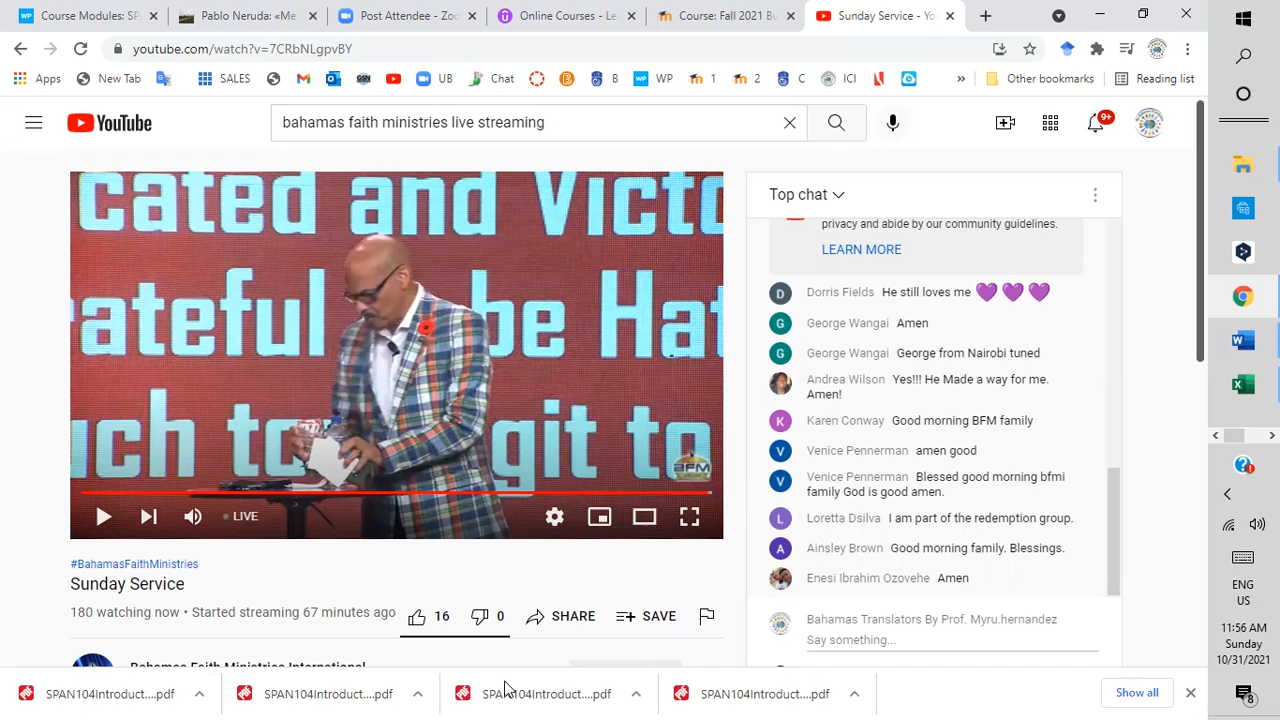 Course Modules: SP
Pablo Neruda: «Me
Post Attendee - Zoo
Online Courses - Le
Course: Fall 2021 Bu
Sunday Service - Yo
youtube.com/watch?v=7CRbNLgpvBY
Apps
New Tab
SALES
UB
Chat
B
WP
1
2
C
ICI
»
Other bookmarks
Reading list
YouTube
bahamas faith ministries live streaming
9+
cated and Victo
ateful
be Hat
git to
BFM
LIVE
#BahamasFaithMinistries
Sunday Service
180 watching now • Started streaming 67 minutes ago
16
0
SHARE
SAVE
Bahamas Faith Ministries International
Top chat
privacy and abide by our community guidelines.
LEARN MORE
D Dorris Fields He still loves me 💜 💜 💜
G George Wangai Amen
G George Wangai George from Nairobi tuned
Andrea Wilson Yes!!! He Made a way for me.
Amen!
K Karen Conway Good morning BFM family
V Venice Pennerman amen good
V Venice Pennerman Blessed good morning bfmi
family God is good amen.
L Loretta Dsilva I am part of the redemption group.
A Ainsley Brown Good morning family. Blessings.
Enesi Ibrahim Ozovehe Amen
Bahamas Translators By Prof. Myru.hernandez
Say something...
SPAN104Introduct....pdf
SPAN104Introduct....pdf
SPAN104Introduct....pdf
SPAN104Introduct....pdf
Show all
ENG
US
11:56 AM
Sunday
10/31/2021
8